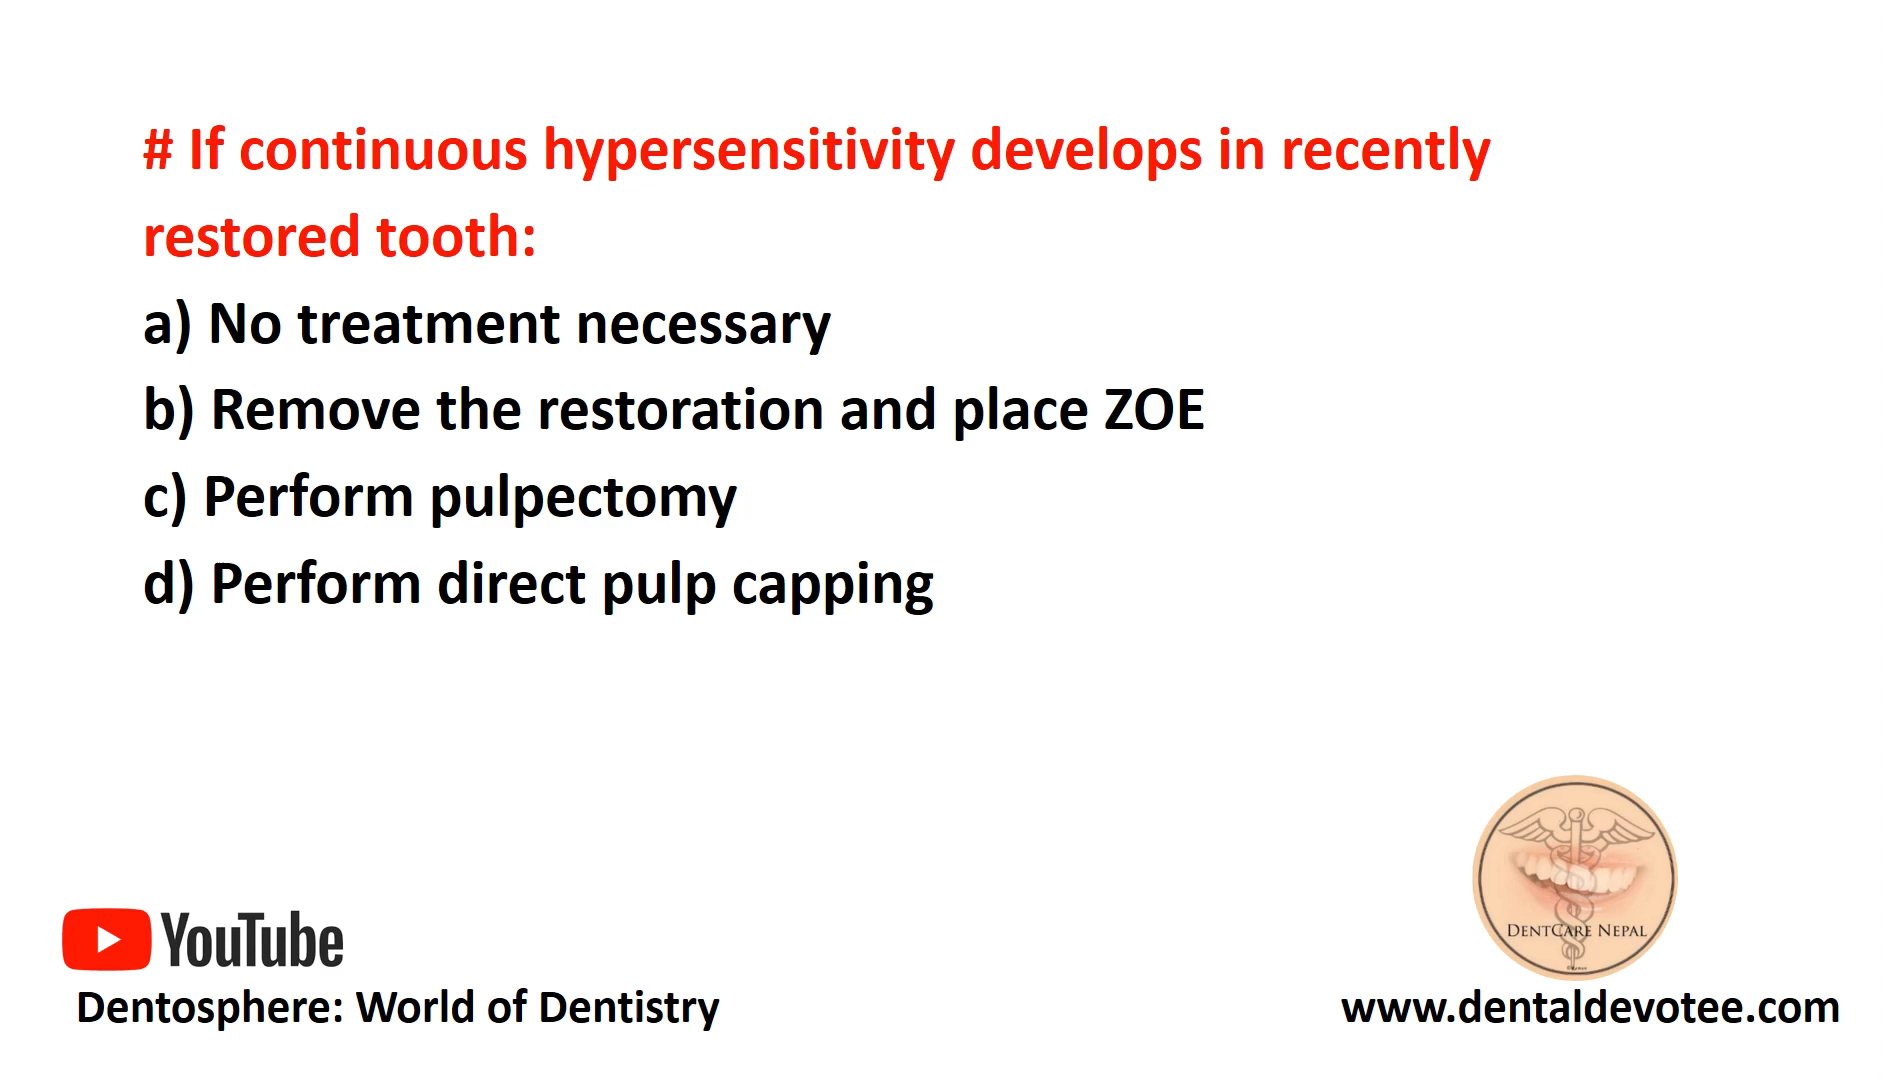 # If continuous hypersensitivity develops in recently
restored tooth:
a) No treatment necessary
b) Remove the restoration and place ZOE
c) Perform pulpectomy
d) Perform direct pulp capping
DENTCARE NEPAL
YouTube
Dentosphere: World of Dentistry
www.dentaldevotee.com